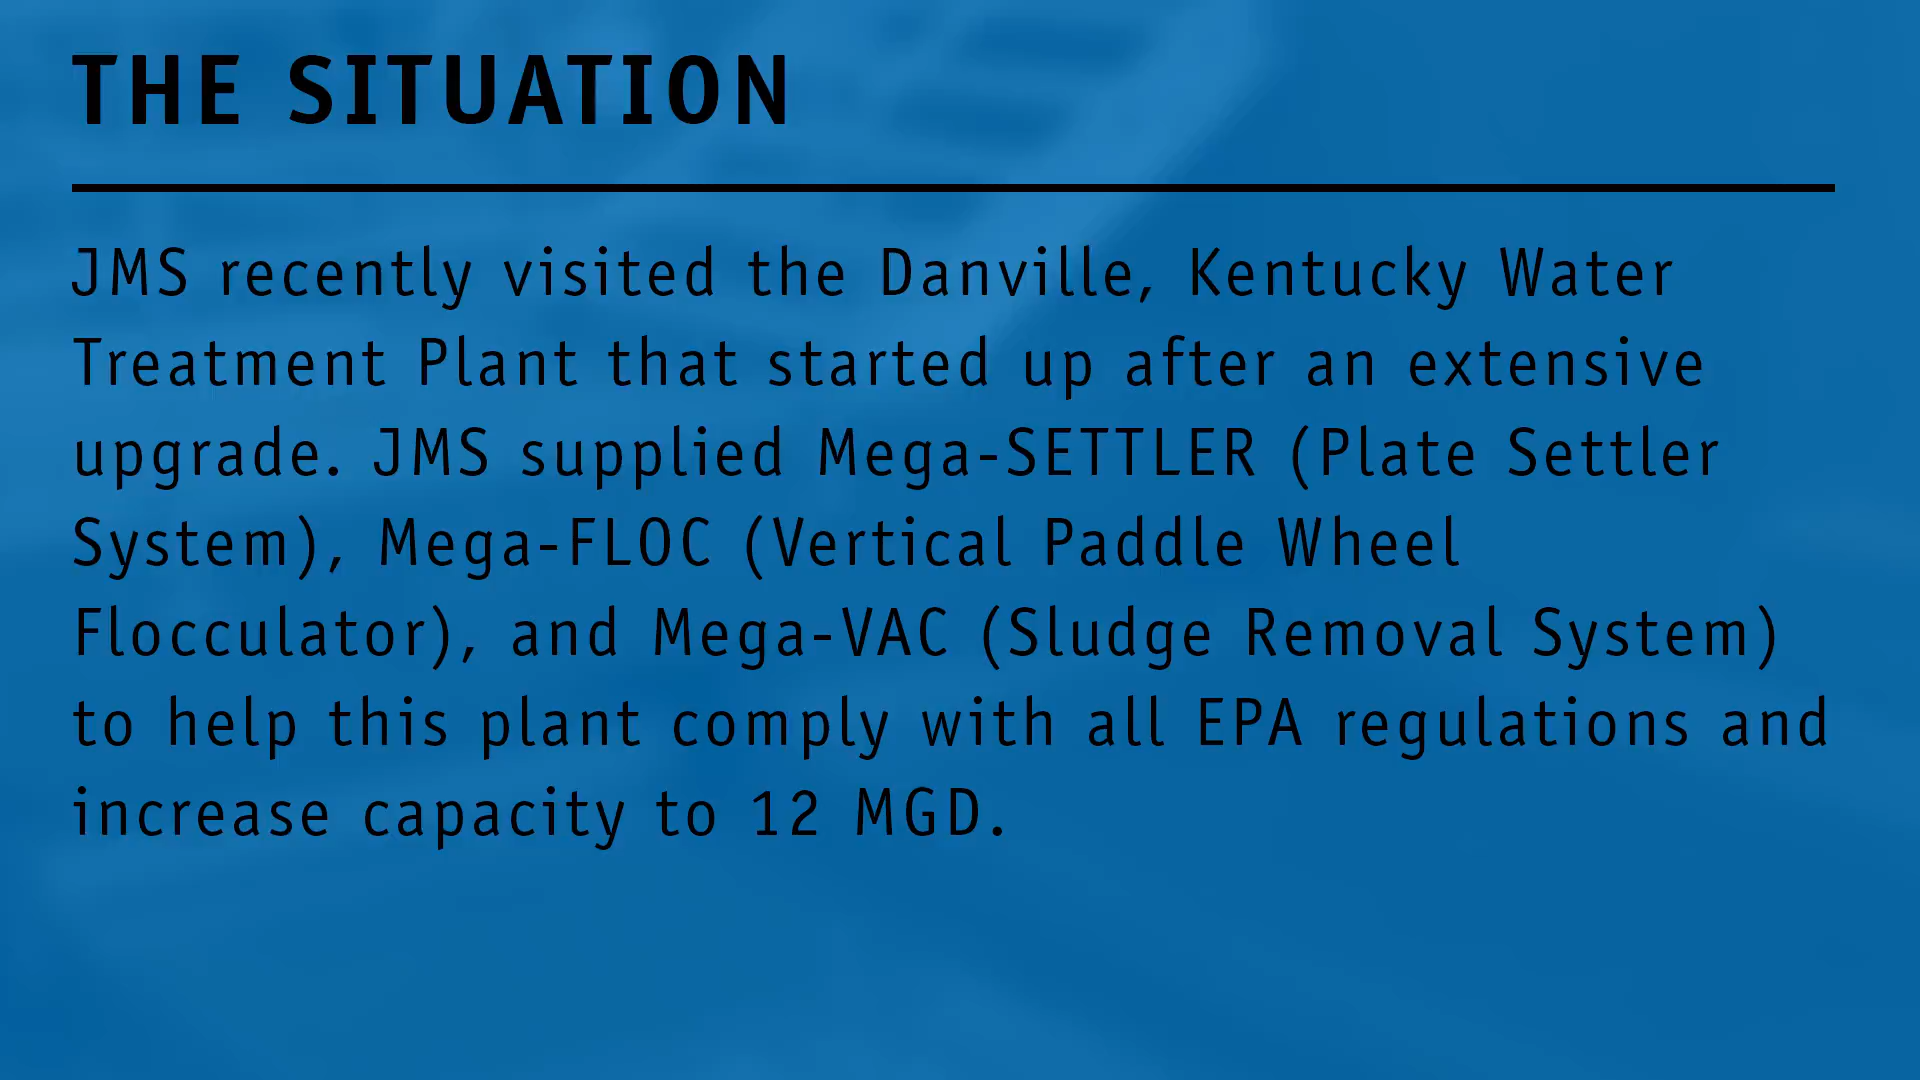 THE SITUATION
JMS recently visited the Danville, Kentucky Water
Treatment Plant that started up after an extensive
upgrade. JMS supplied Mega-SETTLER (Plate Settler
System), Mega-FLOC (Vertical Paddle Wheel
Flocculator), and Mega-VAC (Sludge Removal System)
to help this plant comply with all EPA regulations and
increase capacity to 12 MGD.